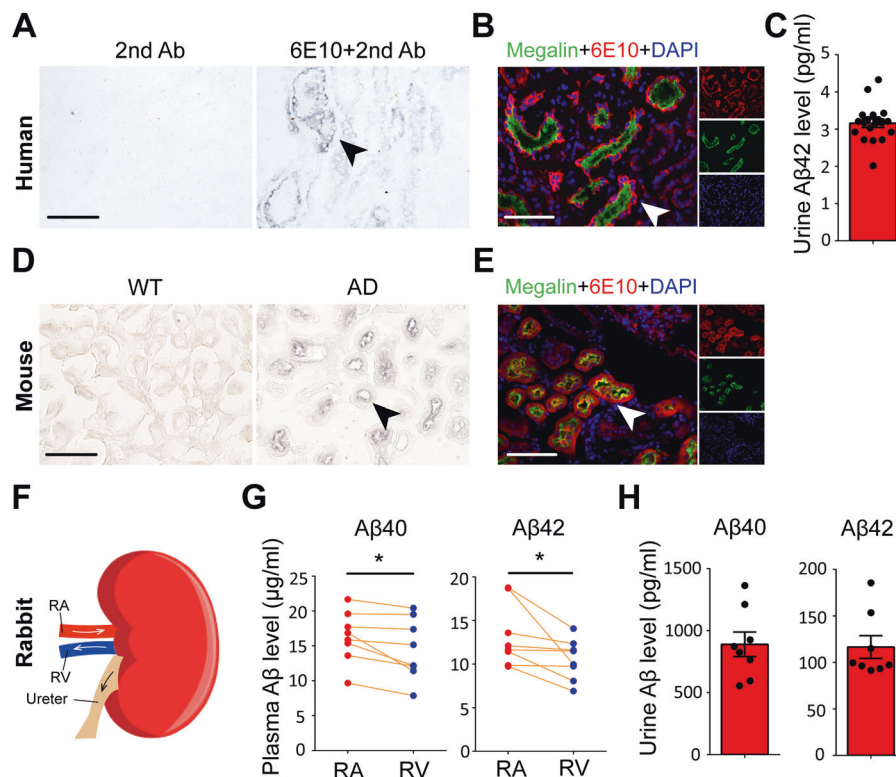 A
2nd Ab
6E10+2nd Ab
Human
B
Megalin+6E10+DAPI
C
Urine Aβ42 level (pg/ml)
5
4
3
2
1
0
D
WT
AD
Mouse
E
Megalin+6E10+DAPI
F
Rabbit
RA
RV
Ureter
G
Aβ40
Aβ42
Plasma Aβ level (µg/ml)
*
*
25
20
15
10
5
0
20
15
10
5
0
RA
RV
RA
RV
H
Aβ40
Aβ42
Urine Aβ level (pg/ml)
1500
1000
500
0
200
150
100
50
0